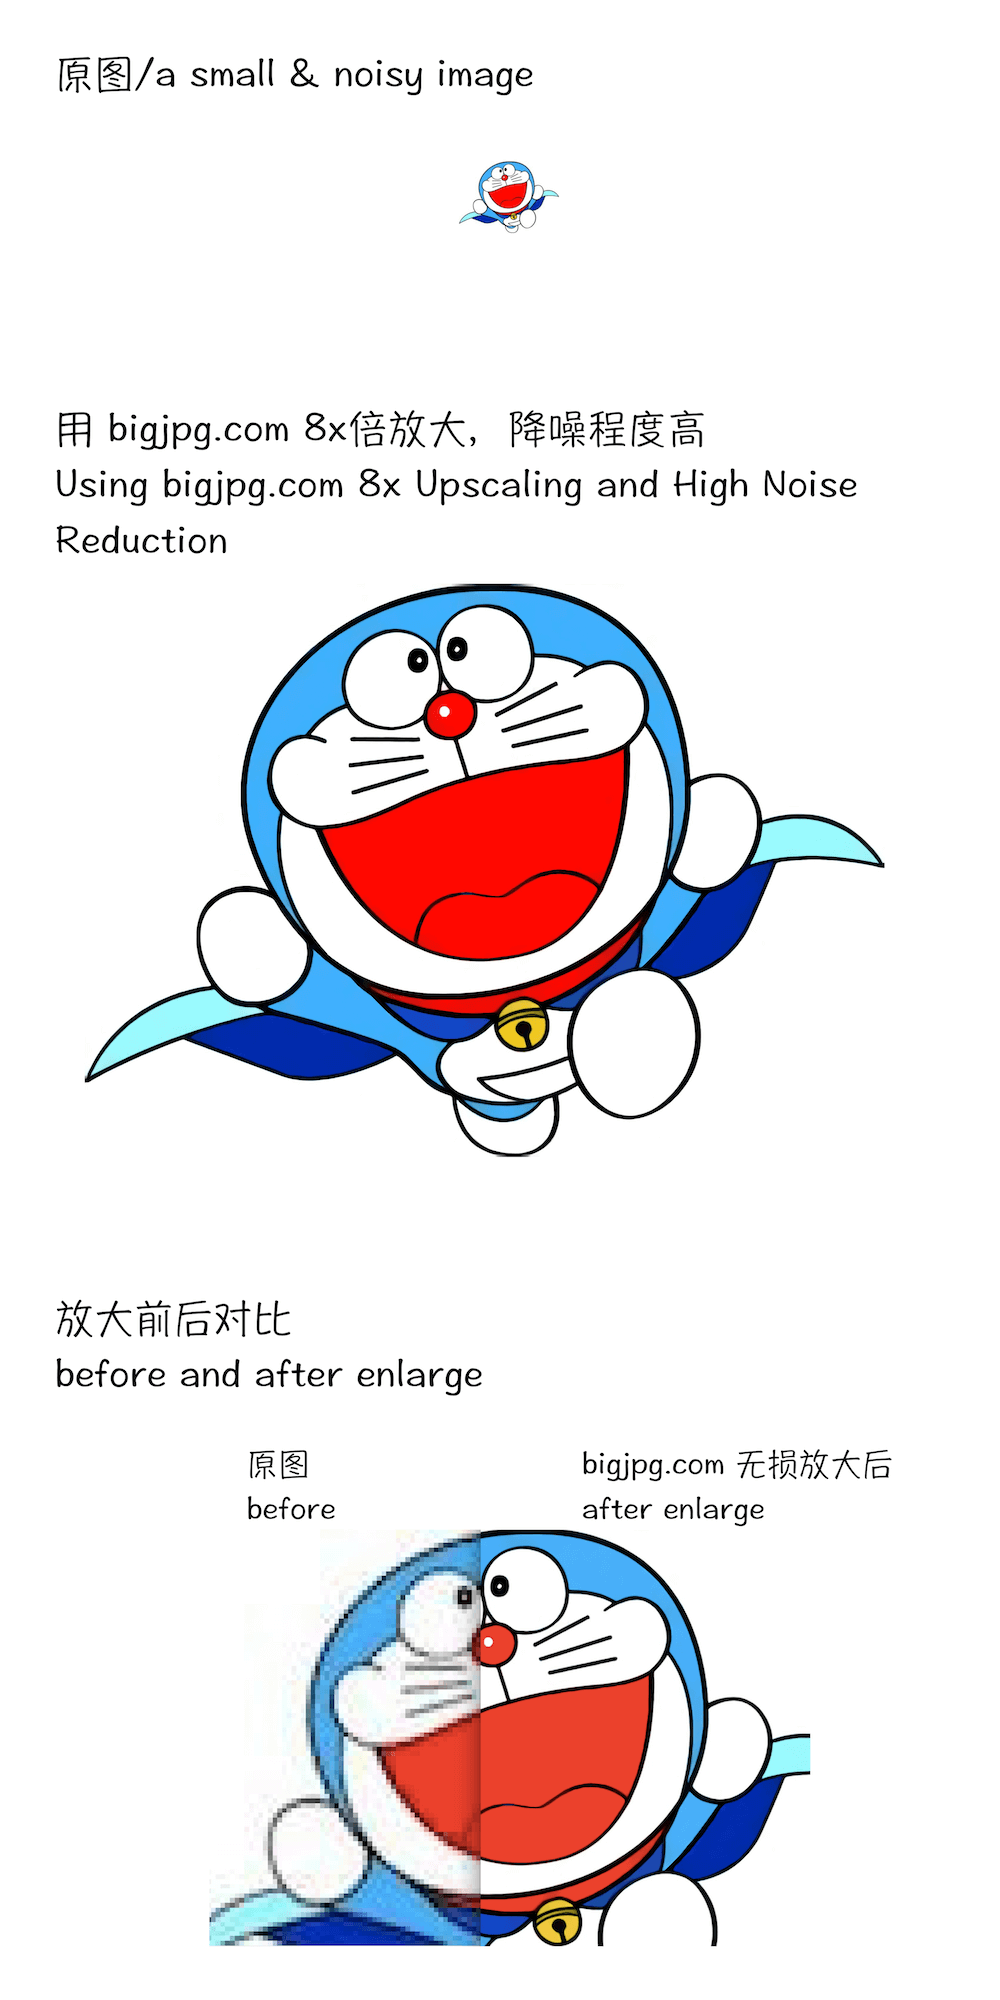 原图/a small & noisy image
用 bigjpg.com 8x倍放大，降噪程度高
Using bigjpg.com 8x Upscaling and High Noise
Reduction
放大前后对比
before and after enlarge
原图
before
bigjpg.com 无损放大后
after enlarge